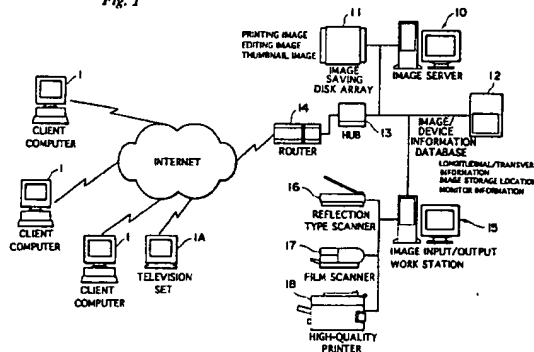 Fig. 1
PRINTING IMAGE
EDITING IMAGE
THUMBNAIL IMAGE
11
IMAGE
SAVING
DISK ARRAY
10
IMAGE SERVER
12
IMAGE/
DEVICE
INFORMATION
DATABASE
LONGITUDINAL/TRANSVERSE
INFORMATION
IMAGE STORAGE LOCATION
MONITOR INFORMATION
1
CLIENT
COMPUTER
INTERNET
14
ROUTER
HUB
13
1
CLIENT
COMPUTER
1
CLIENT
COMPUTER
1A
TELEVISION
SET
16
REFLECTION
TYPE SCANNER
17
FILM SCANNER
18
HIGH-QUALITY
PRINTER
15
IMAGE INPUT/OUTPUT
WORK STATION